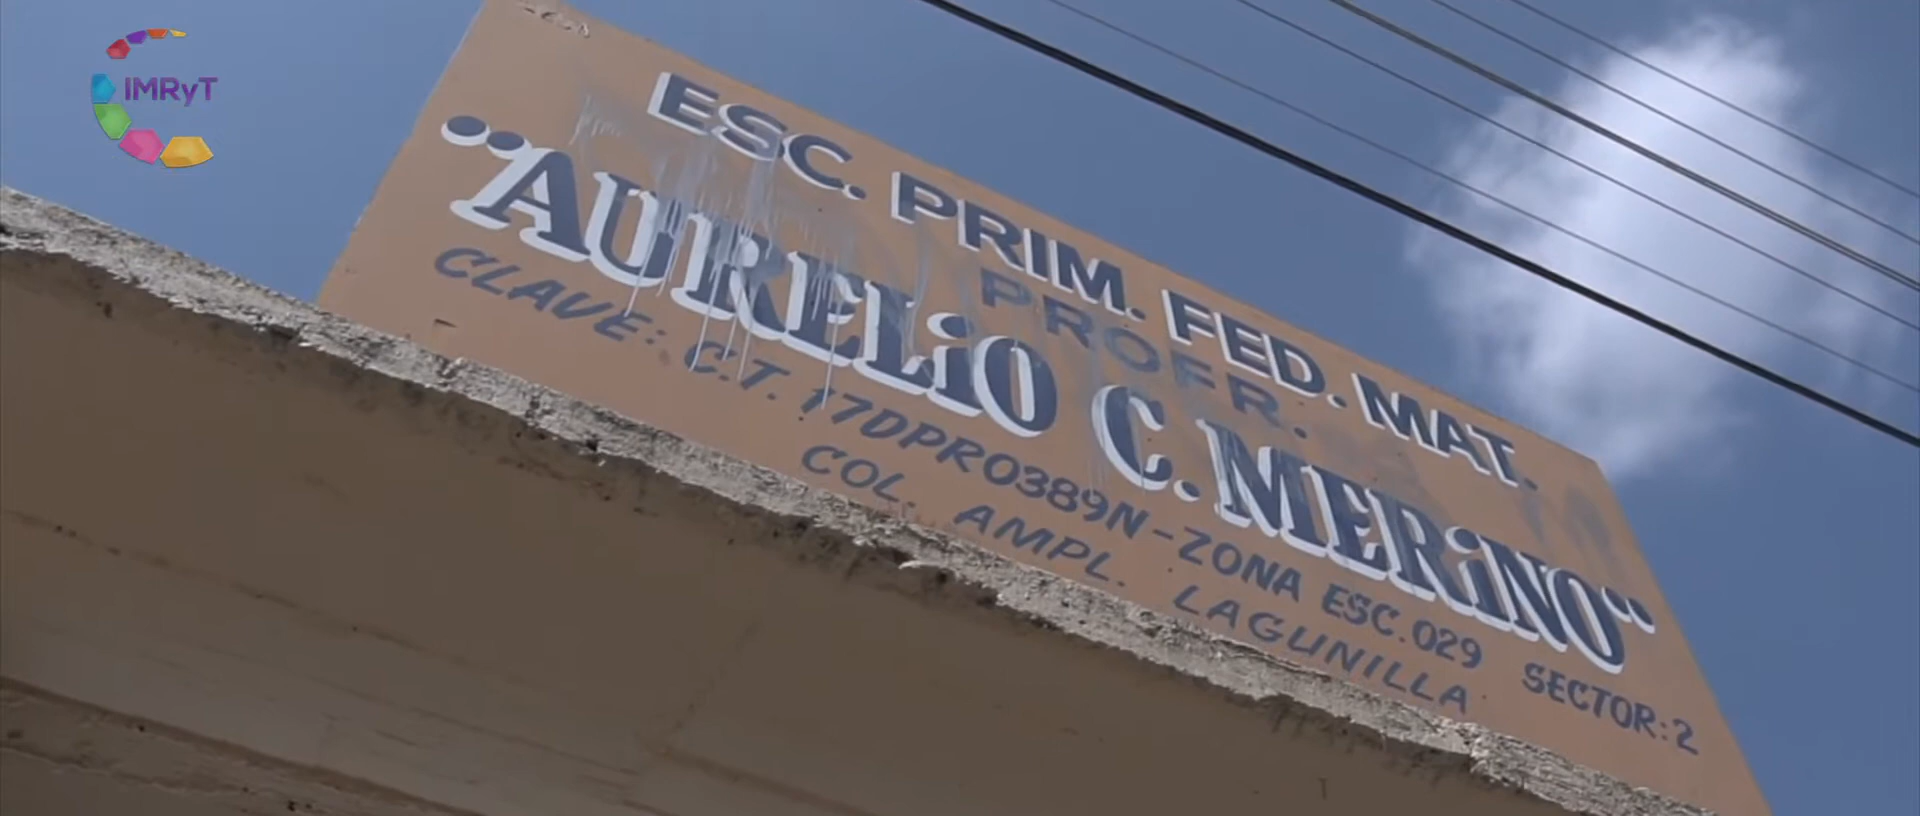 IMRyT
ESC. PRIM. FED. MAT.
PROFR.
"AURELiO C. MERiNO"
CLAVE: C.T. 17DPR0389N-ZONA ESC. 029 SECTOR:2
COL. AMPL. LAGUNILLA